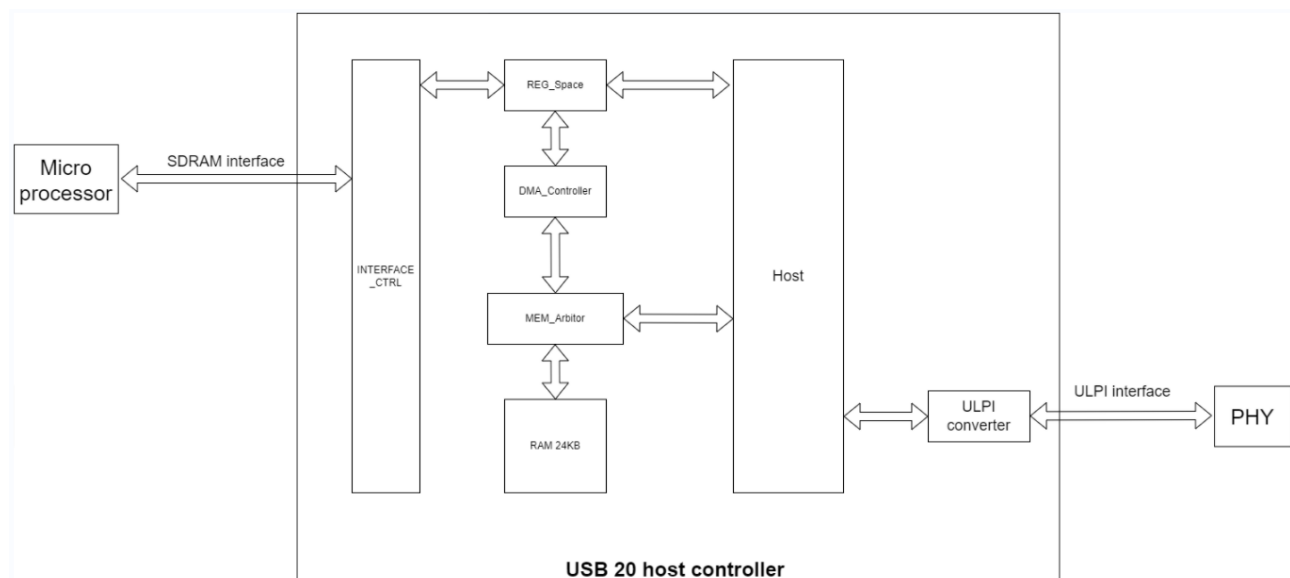 REG_Space
SDRAM interface
Micro
processor
DMA_Controller
INTERFACE
_CTRL
Host
MEM_Arbitor
ULPI interface
ULPI
converter
PHY
RAM 24KB
USB 20 host controller